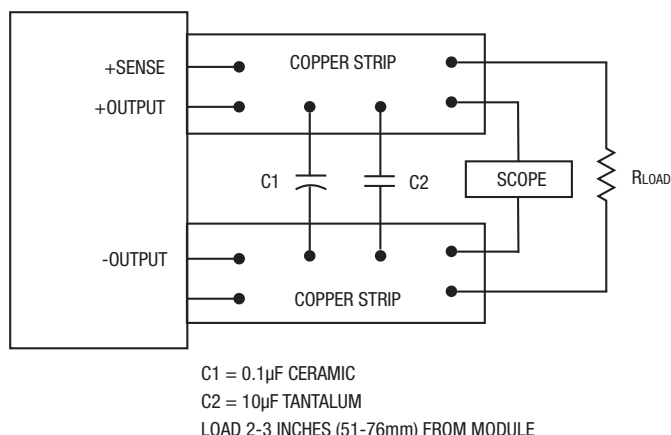 +SENSE
COPPER STRIP
+OUTPUT
C1
C2
SCOPE
RLOAD
-OUTPUT
COPPER STRIP
C1 = 0.1µF CERAMIC
C2 = 10µF TANTALUM
LOAD 2-3 INCHES (51-76mm) FROM MODULE